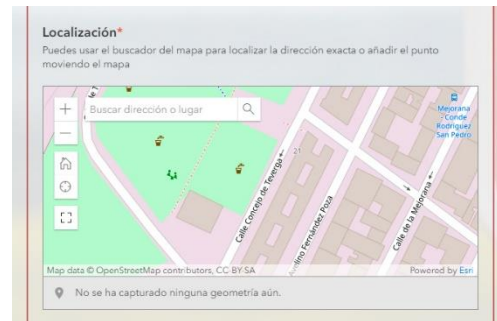 Localización*
Puedes usar el buscador del mapa para localizar la dirección exacta o añadir el punto
moviendo el mapa
Buscar dirección o lugar
Mejorana
- Conde
Rodríguez
San Pedro
21
Calle Concejo de Teverga
Avelino Fernández Poza
Calle de la Mejorana
Map data © OpenStreetMap contributors, CC BY-SA
Powered by Esri
No se ha capturado ninguna geometría aún.